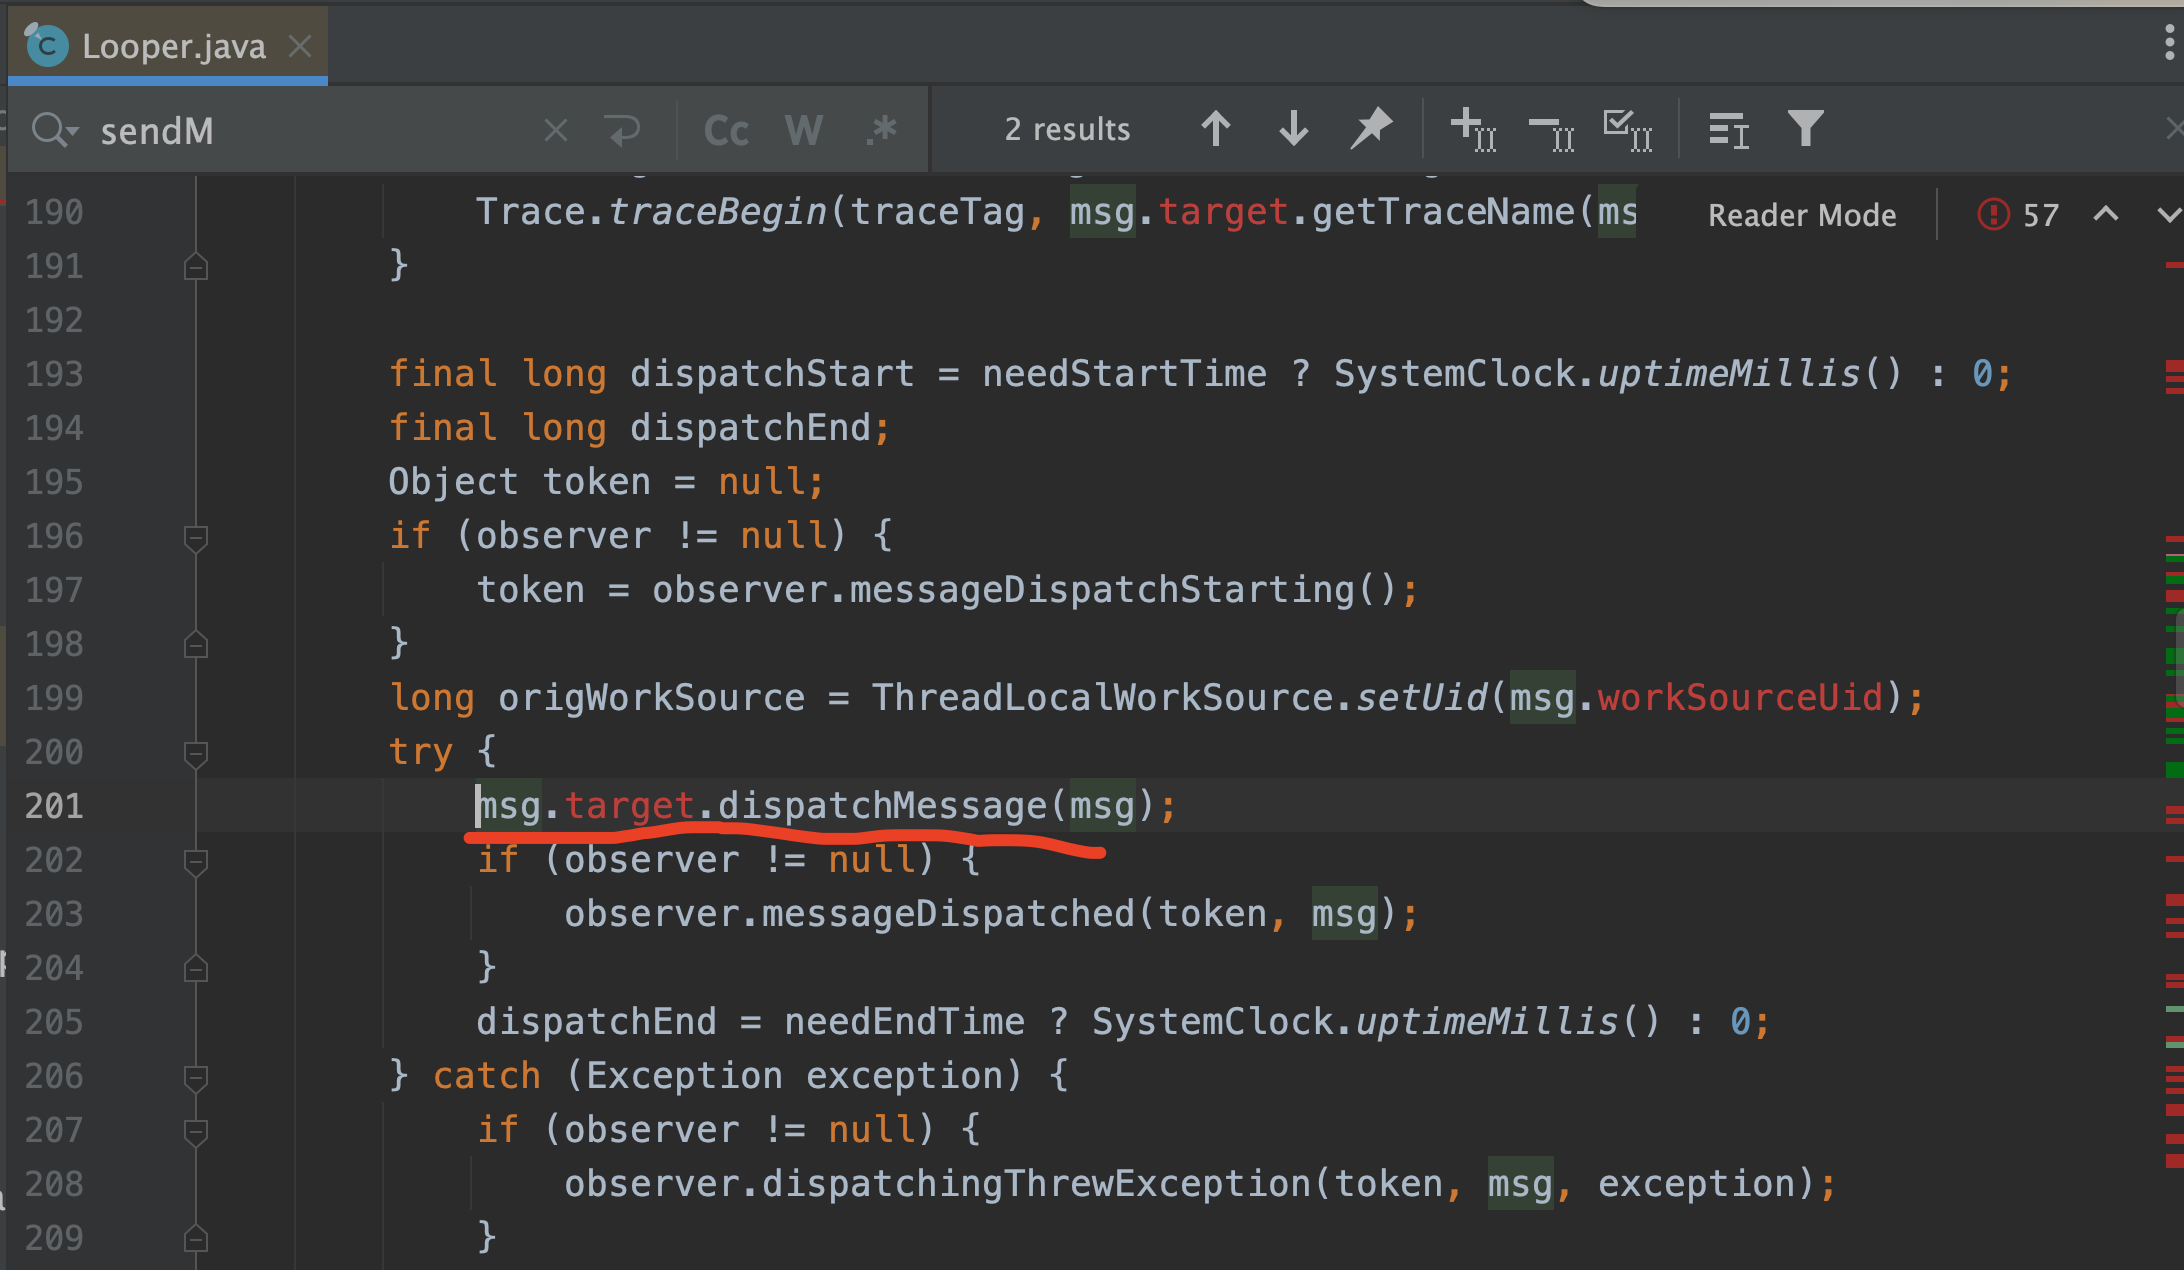 Looper.java
sendM
Cc W .*
2 results
190 Trace.traceBegin(traceTag, msg.target.getTraceName(ms
Reader Mode
57
191 }
192
193 final long dispatchStart = needStartTime ? SystemClock.uptimeMillis() : 0;
194 final long dispatchEnd;
195 Object token = null;
196 if (observer != null) {
197 token = observer.messageDispatchStarting();
198 }
199 long origWorkSource = ThreadLocalWorkSource.setUid(msg.workSourceUid);
200 try {
201 msg.target.dispatchMessage(msg);
202 if (observer != null) {
203 observer.messageDispatched(token, msg);
204 }
205 dispatchEnd = needEndTime ? SystemClock.uptimeMillis() : 0;
206 } catch (Exception exception) {
207 if (observer != null) {
208 observer.dispatchingThrewException(token, msg, exception);
209 }